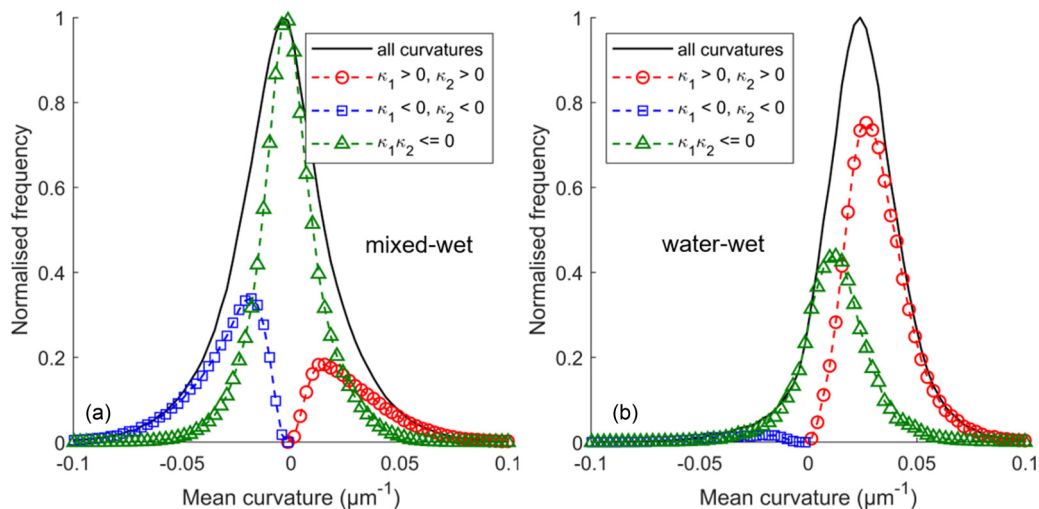 all curvatures
κ₁ > 0, κ₂ > 0
κ₁ < 0, κ₂ < 0
κ₁κ₂ <= 0
mixed-wet
(a)
1
0.8
0.6
0.4
0.2
0
-0.1
-0.05
0
0.05
0.1
Normalised frequency
Mean curvature (µm⁻¹)
all curvatures
κ₁ > 0, κ₂ > 0
κ₁ < 0, κ₂ < 0
κ₁κ₂ <= 0
water-wet
(b)
1
0.8
0.6
0.4
0.2
0
-0.1
-0.05
0
0.05
0.1
Normalised frequency
Mean curvature (µm⁻¹)